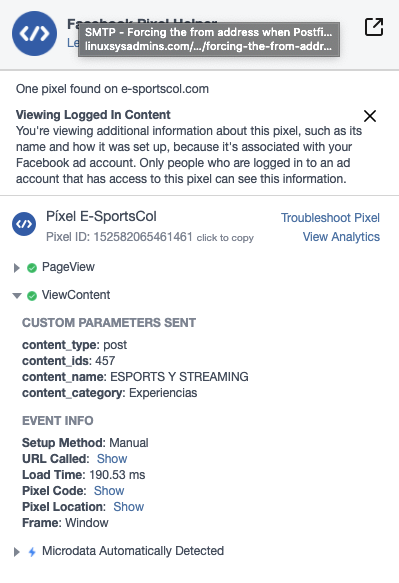 SMTP - Forcing the from address when Postfi...
linuxsysadmins.com/.../forcing-the-from-addr...
One pixel found on e-sportscol.com
Viewing Logged In Content
You're viewing additional information about this pixel, such as its
name and how it was set up, because it's associated with your
Facebook ad account. Only people who are logged in to an ad
account that has access to this pixel can see this information.
Píxel E-SportsCol
Troubleshoot Pixel
Pixel ID: 152582065461461 click to copy
View Analytics
PageView
ViewContent
CUSTOM PARAMETERS SENT
content_type: post
content_ids: 457
content_name: ESPORTS Y STREAMING
content_category: Experiencias
EVENT INFO
Setup Method: Manual
URL Called: Show
Load Time: 190.53 ms
Pixel Code: Show
Pixel Location: Show
Frame: Window
Microdata Automatically Detected